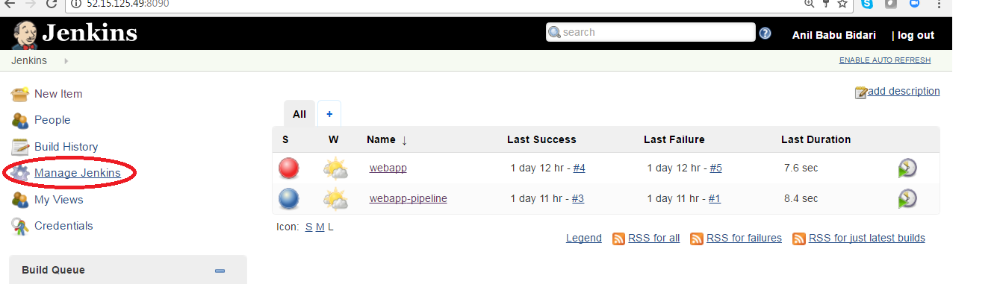 52.15.125.49:8090
Jenkins
search
Anil Babu Bidari | log out
Jenkins
ENABLE AUTO REFRESH
New Item
People
Build History
Manage Jenkins
My Views
Credentials
Build Queue
add description
All +
S W Name ↓ Last Success Last Failure Last Duration
webapp 1 day 12 hr - #4 1 day 12 hr - #5 7.6 sec
webapp-pipeline 1 day 11 hr - #3 1 day 11 hr - #1 8.4 sec
Icon: S M L
Legend RSS for all RSS for failures RSS for just latest builds